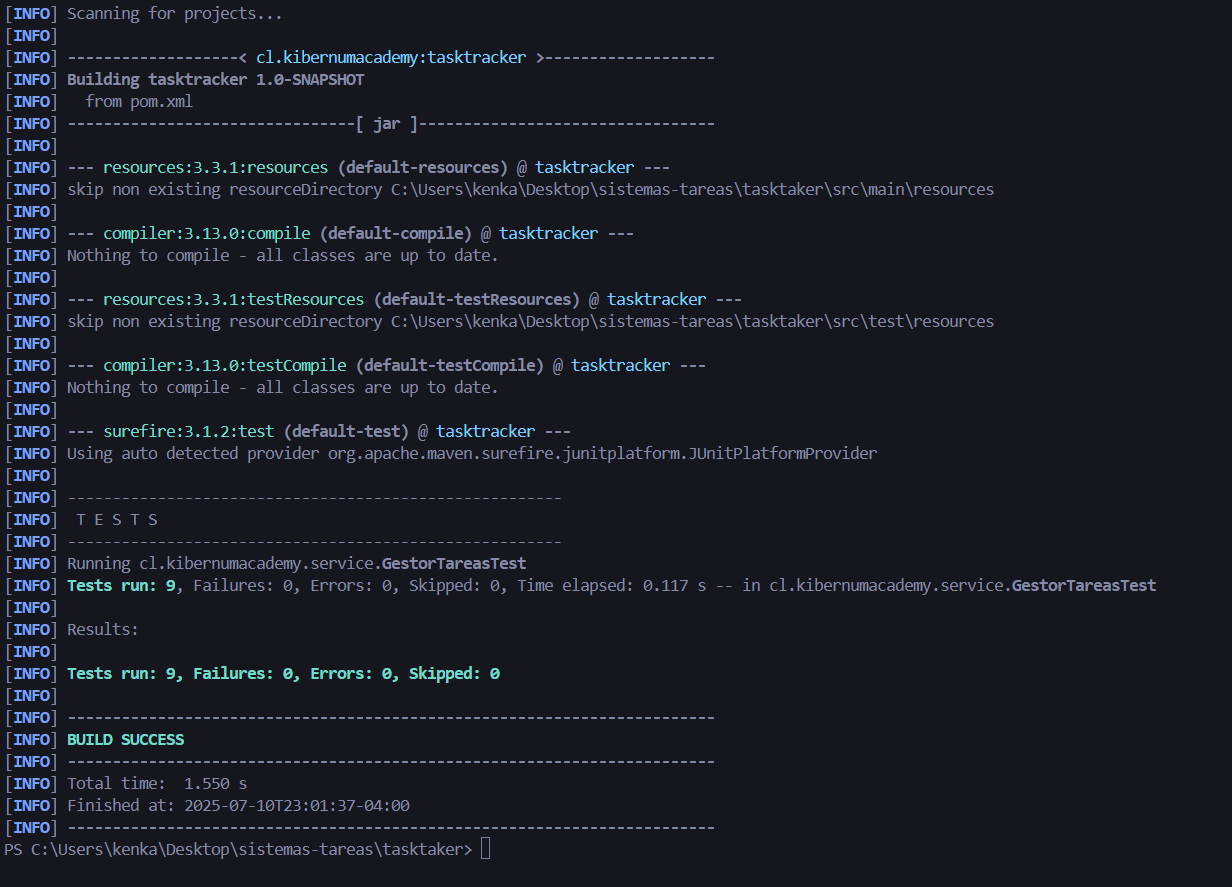 [INFO] Scanning for projects...
[INFO]
[INFO] -------------------< cl.kibernumacademy:tasktracker >-------------------
[INFO] Building tasktracker 1.0-SNAPSHOT
[INFO]   from pom.xml
[INFO] --------------------------------[ jar ]---------------------------------
[INFO]
[INFO] --- resources:3.3.1:resources (default-resources) @ tasktracker ---
[INFO] skip non existing resourceDirectory C:\Users\kenka\Desktop\sistemas-tareas\tasktaker\src\main\resources
[INFO]
[INFO] --- compiler:3.13.0:compile (default-compile) @ tasktracker ---
[INFO] Nothing to compile - all classes are up to date.
[INFO]
[INFO] --- resources:3.3.1:testResources (default-testResources) @ tasktracker ---
[INFO] skip non existing resourceDirectory C:\Users\kenka\Desktop\sistemas-tareas\tasktaker\src\test\resources
[INFO]
[INFO] --- compiler:3.13.0:testCompile (default-testCompile) @ tasktracker ---
[INFO] Nothing to compile - all classes are up to date.
[INFO]
[INFO] --- surefire:3.1.2:test (default-test) @ tasktracker ---
[INFO] Using auto detected provider org.apache.maven.surefire.junitplatform.JUnitPlatformProvider
[INFO]
[INFO] -------------------------------------------------------
[INFO]  T E S T S
[INFO] -------------------------------------------------------
[INFO] Running cl.kibernumacademy.service.GestorTareasTest
[INFO] Tests run: 9, Failures: 0, Errors: 0, Skipped: 0, Time elapsed: 0.117 s -- in cl.kibernumacademy.service.GestorTareasTest
[INFO]
[INFO] Results:
[INFO]
[INFO] Tests run: 9, Failures: 0, Errors: 0, Skipped: 0
[INFO]
[INFO] ------------------------------------------------------------------------
[INFO] BUILD SUCCESS
[INFO] ------------------------------------------------------------------------
[INFO] Total time:  1.550 s
[INFO] Finished at: 2025-07-10T23:01:37-04:00
[INFO] ------------------------------------------------------------------------
PS C:\Users\kenka\Desktop\sistemas-tareas\tasktaker>